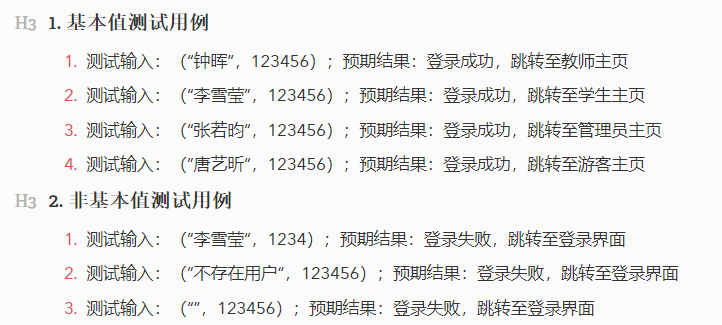 H3 1. 基本值测试用例
1. 测试输入：（“钟晖”，123456）；预期结果：登录成功，跳转至教师主页
2. 测试输入：（“李雪莹”，123456）；预期结果：登录成功，跳转至学生主页
3. 测试输入：（“张若昀”，123456）；预期结果：登录成功，跳转至管理员主页
4. 测试输入：（“唐艺昕”，123456）；预期结果：登录成功，跳转至游客主页
H3 2. 非基本值测试用例
1. 测试输入：（“李雪莹”，1234）；预期结果：登录失败，跳转至登录界面
2. 测试输入：（“不存在用户”，123456）；预期结果：登录失败，跳转至登录界面
3. 测试输入：（“”，123456）；预期结果：登录失败，跳转至登录界面